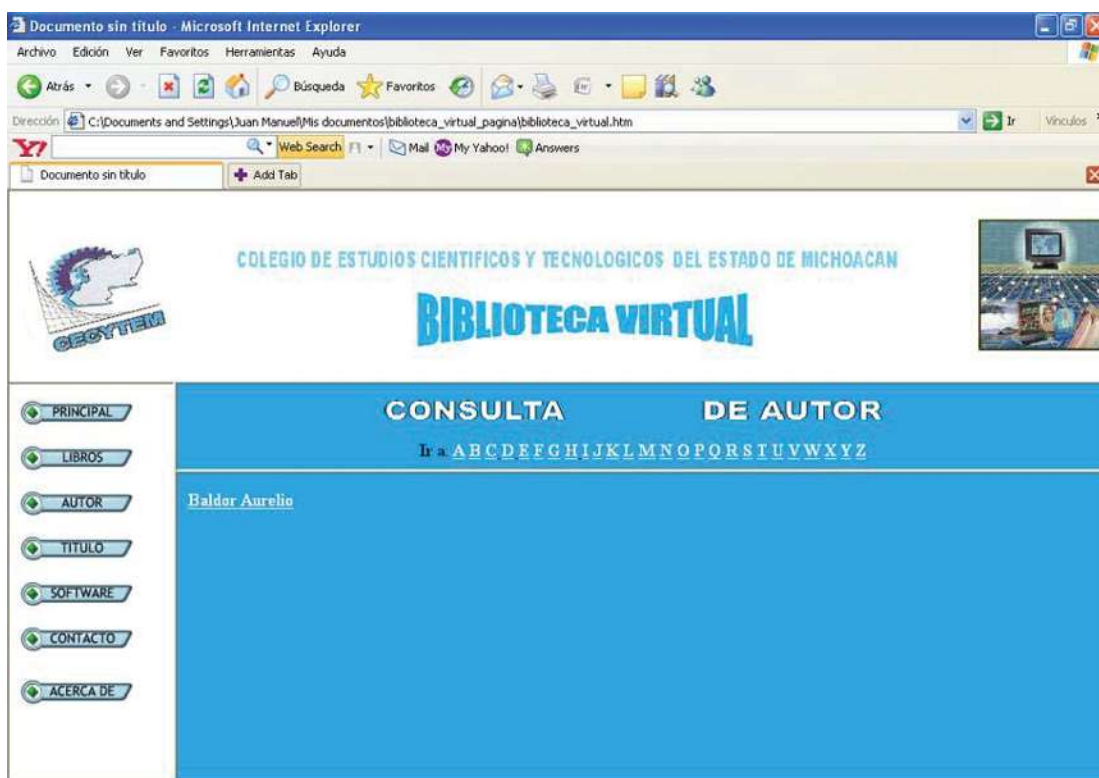 Documento sin título - Microsoft Internet Explorer
Archivo Edición Ver Favoritos Herramientas Ayuda
Atrás Búsqueda Favoritos
Dirección C:\Documents and Settings\Juan Manuel\Mis documentos\biblioteca_virtual_pagina\biblioteca_virtual.htm Ir Vínculos
Y! Web Search Mail My Yahoo! Answers
Documento sin título Add Tab
COLEGIO DE ESTUDIOS CIENTIFICOS Y TECNOLOGICOS DEL ESTADO DE MICHOACAN
BIBLIOTECA VIRTUAL
CECYTEM
CONSULTA DE AUTOR
Ir a: A B C D E F G H I J K L M N O P Q R S T U V W X Y Z
PRINCIPAL
LIBROS
AUTOR
TITULO
SOFTWARE
CONTACTO
ACERCA DE
Baldor Aurelio